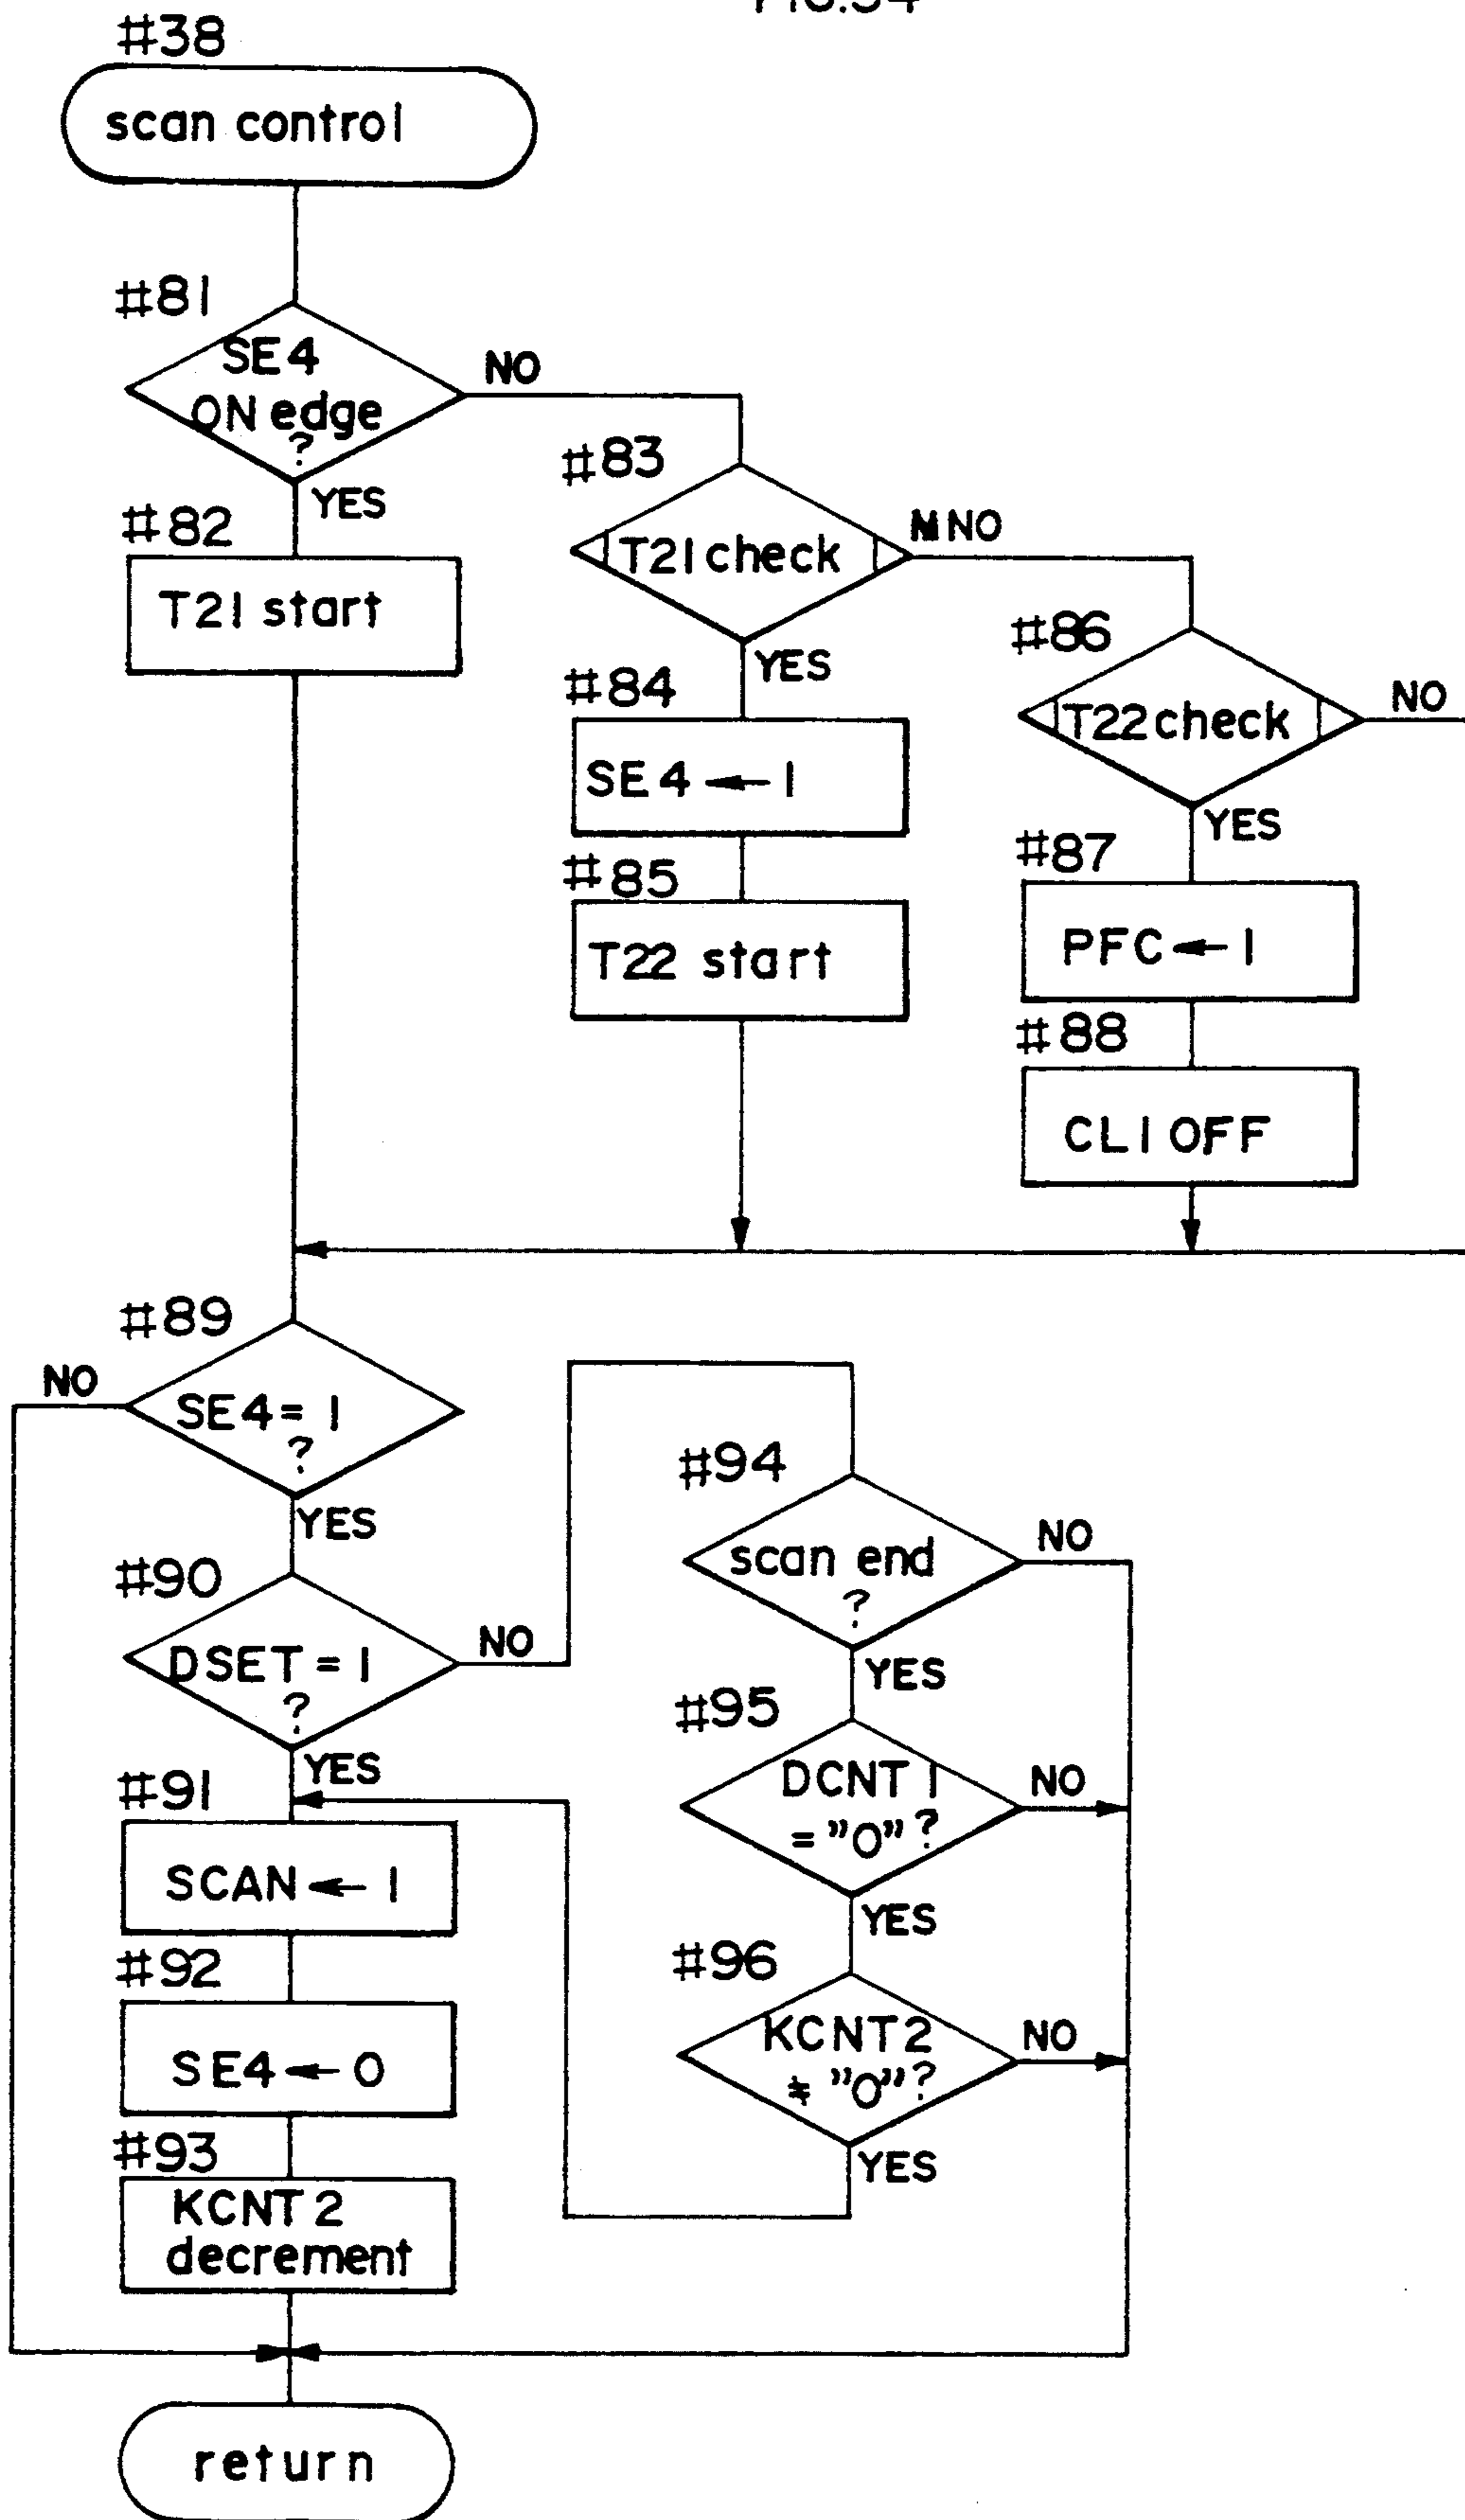 #38
scan control
#81
SE4
ON edge
?
NO
YES
#82
T21 start
#83
T21 check
NO
YES
#84
SE4 ← 1
#85
T22 start
#86
T22 check
NO
YES
#87
PFC ← 1
#88
CL1 OFF
#89
NO
SE4 = 1
?
YES
#90
DSET = 1
?
NO
YES
#91
SCAN ← 1
#92
SE4 ← 0
#93
KCNT2
decrement
#94
scan end
?
NO
YES
#95
DCNT1
= "0"?
NO
YES
#96
KCNT2
≠ "0"?
NO
YES
return